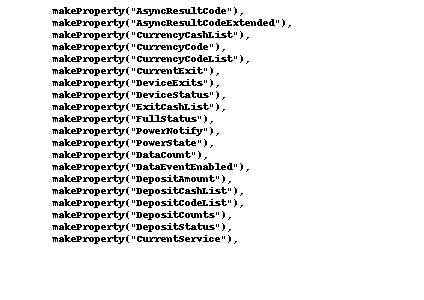 makeProperty("AsyncResultCode"),
makeProperty("AsyncResultCodeExtended"),
makeProperty("CurrencyCashList"),
makeProperty("CurrencyCode"),
makeProperty("CurrencyCodeList"),
makeProperty("CurrentExit"),
makeProperty("DeviceExits"),
makeProperty("DeviceStatus"),
makeProperty("ExitCashList"),
makeProperty("FullStatus"),
makeProperty("PowerNotify"),
makeProperty("PowerState"),
makeProperty("DataCount"),
makeProperty("DataEventEnabled"),
makeProperty("DepositAmount"),
makeProperty("DepositCashList"),
makeProperty("DepositCodeList"),
makeProperty("DepositCounts"),
makeProperty("DepositStatus"),
makeProperty("CurrentService"),